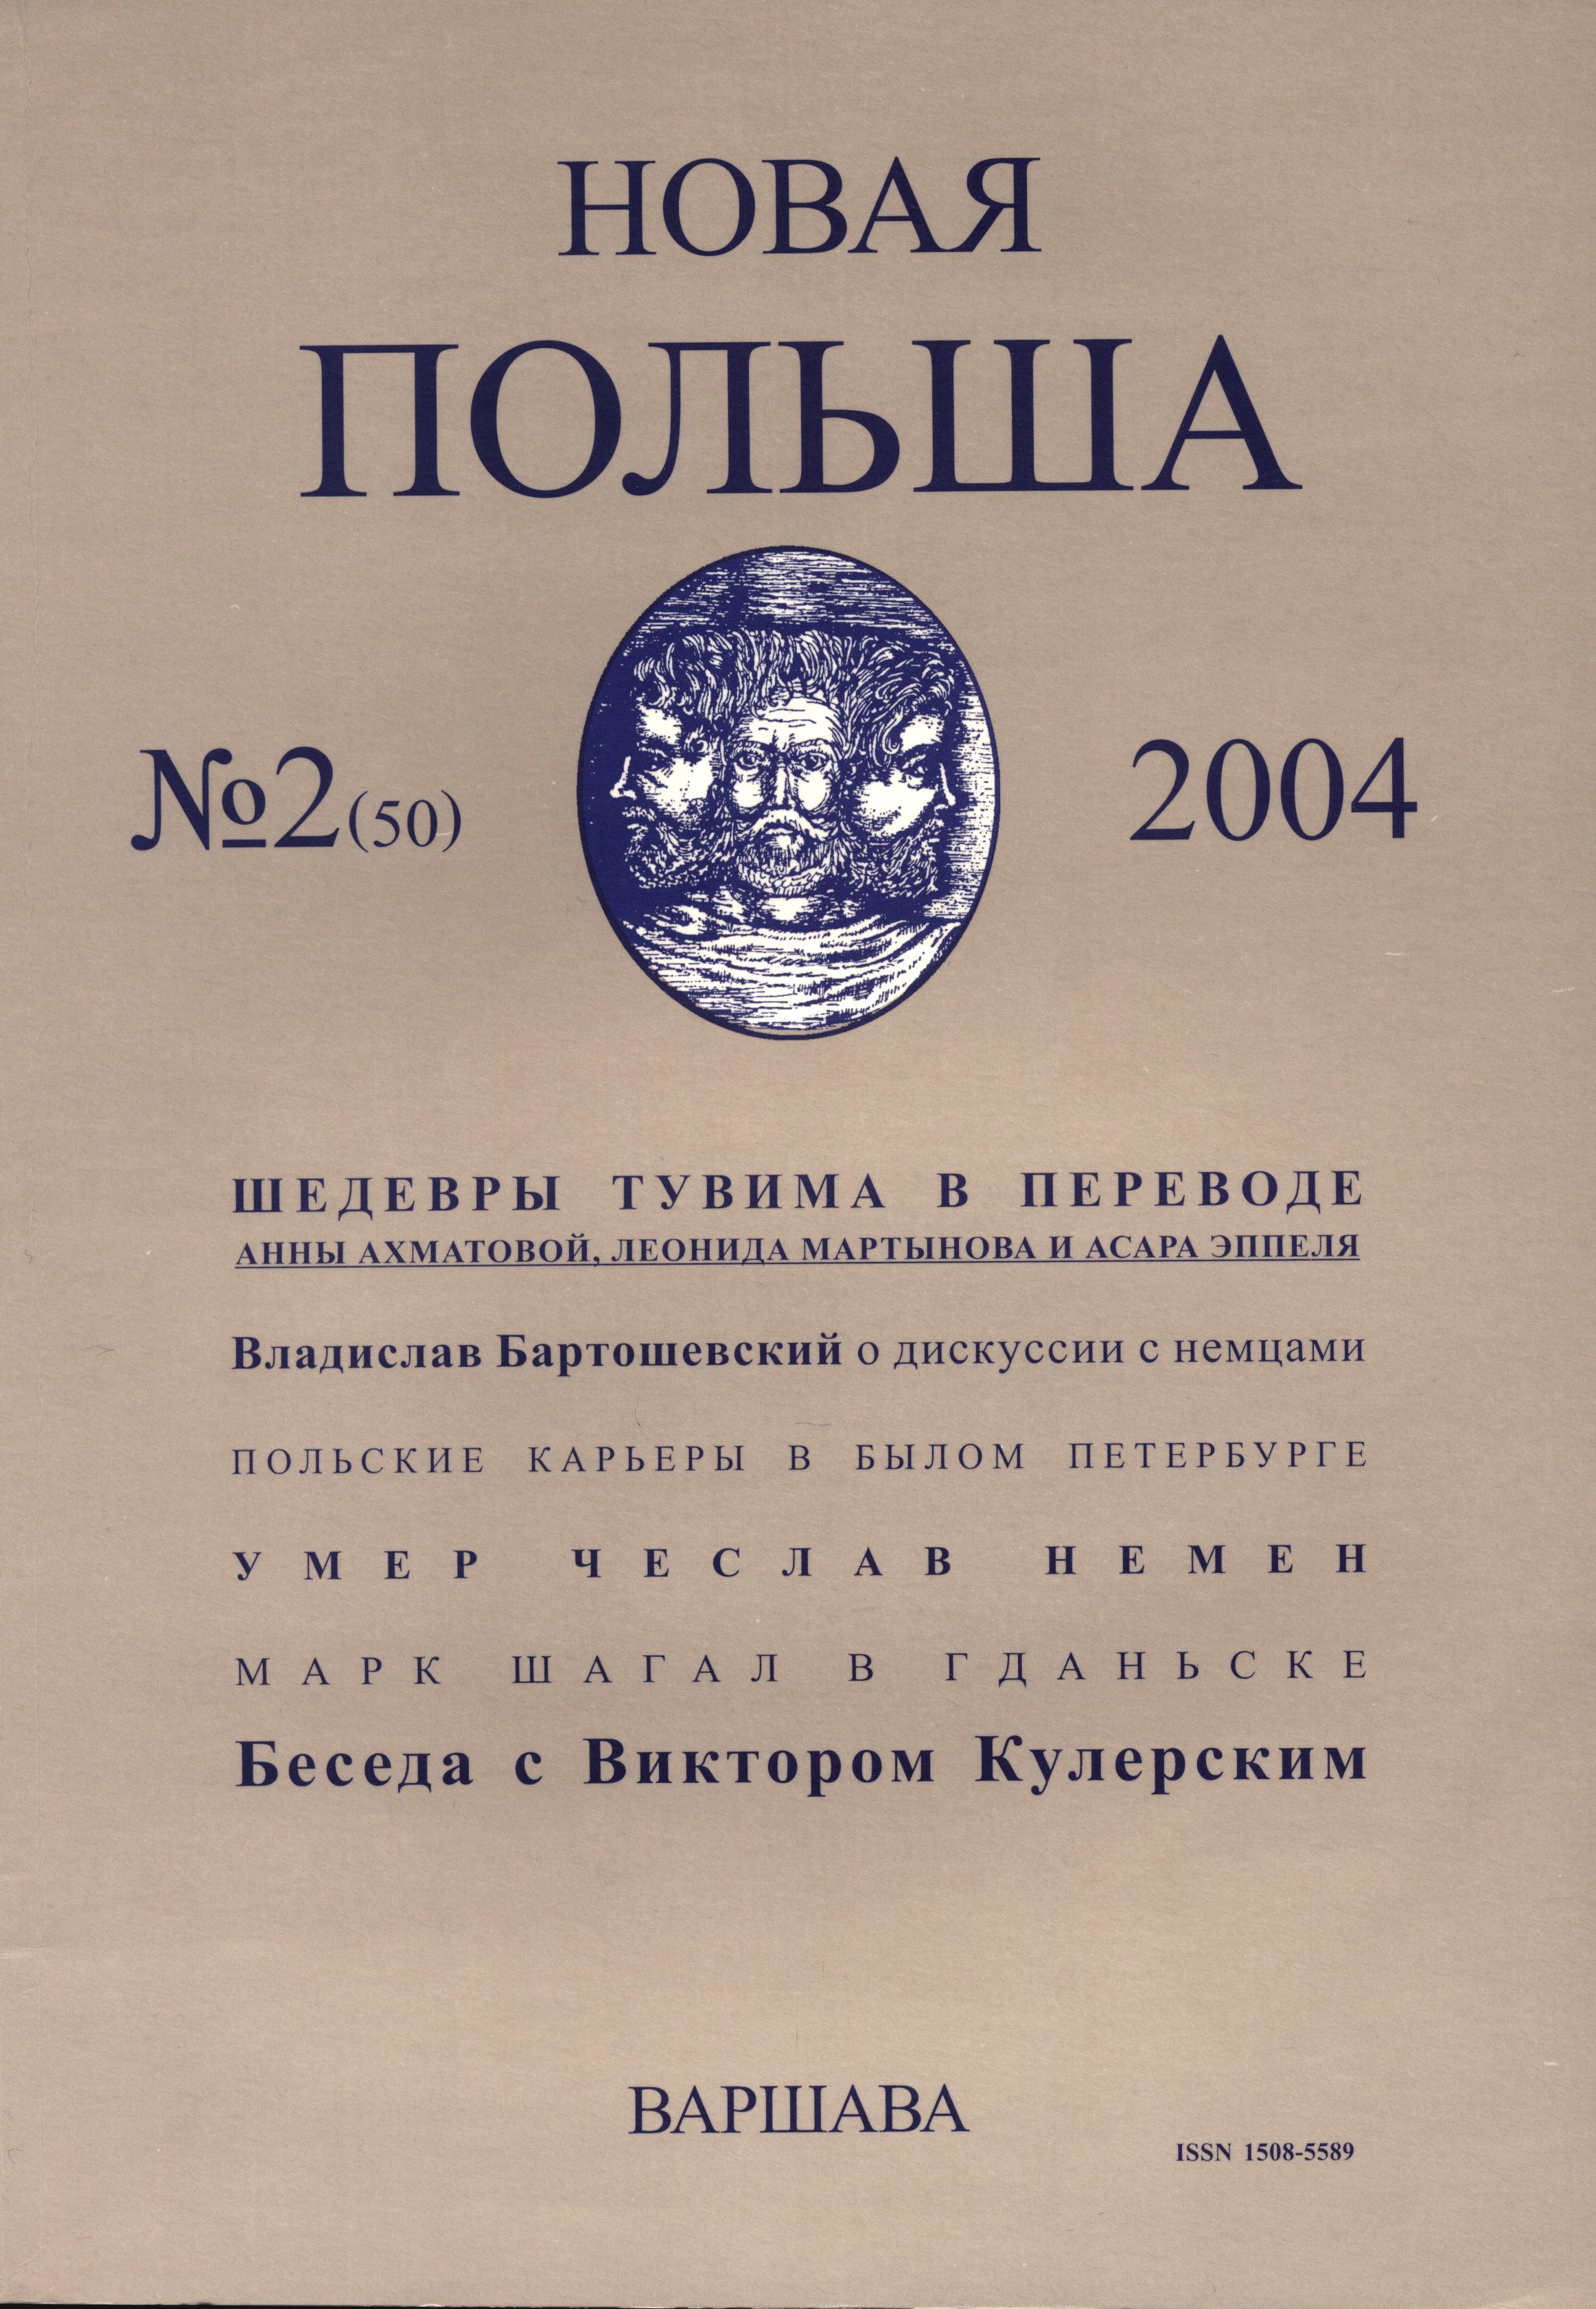 НОВАЯ
ПОЛЬША
№2(50)
2004
ШЕДЕВРЫ ТУВИМА В ПЕРЕВОДЕ
АННЫ АХМАТОВОЙ, ЛЕОНИДА МАРТЫНОВА И АСАРА ЭППЕЛЯ
Владислав Бартошевский о дискуссии с немцами
ПОЛЬСКИЕ КАРЬЕРЫ В БЫЛОМ ПЕТЕРБУРГЕ
УМЕР ЧЕСЛАВ НЕМЕН
МАРК ШАГАЛ В ГДАНЬСКЕ
Беседа с Виктором Кулерским
ВАРШАВА
ISSN 1508-5589